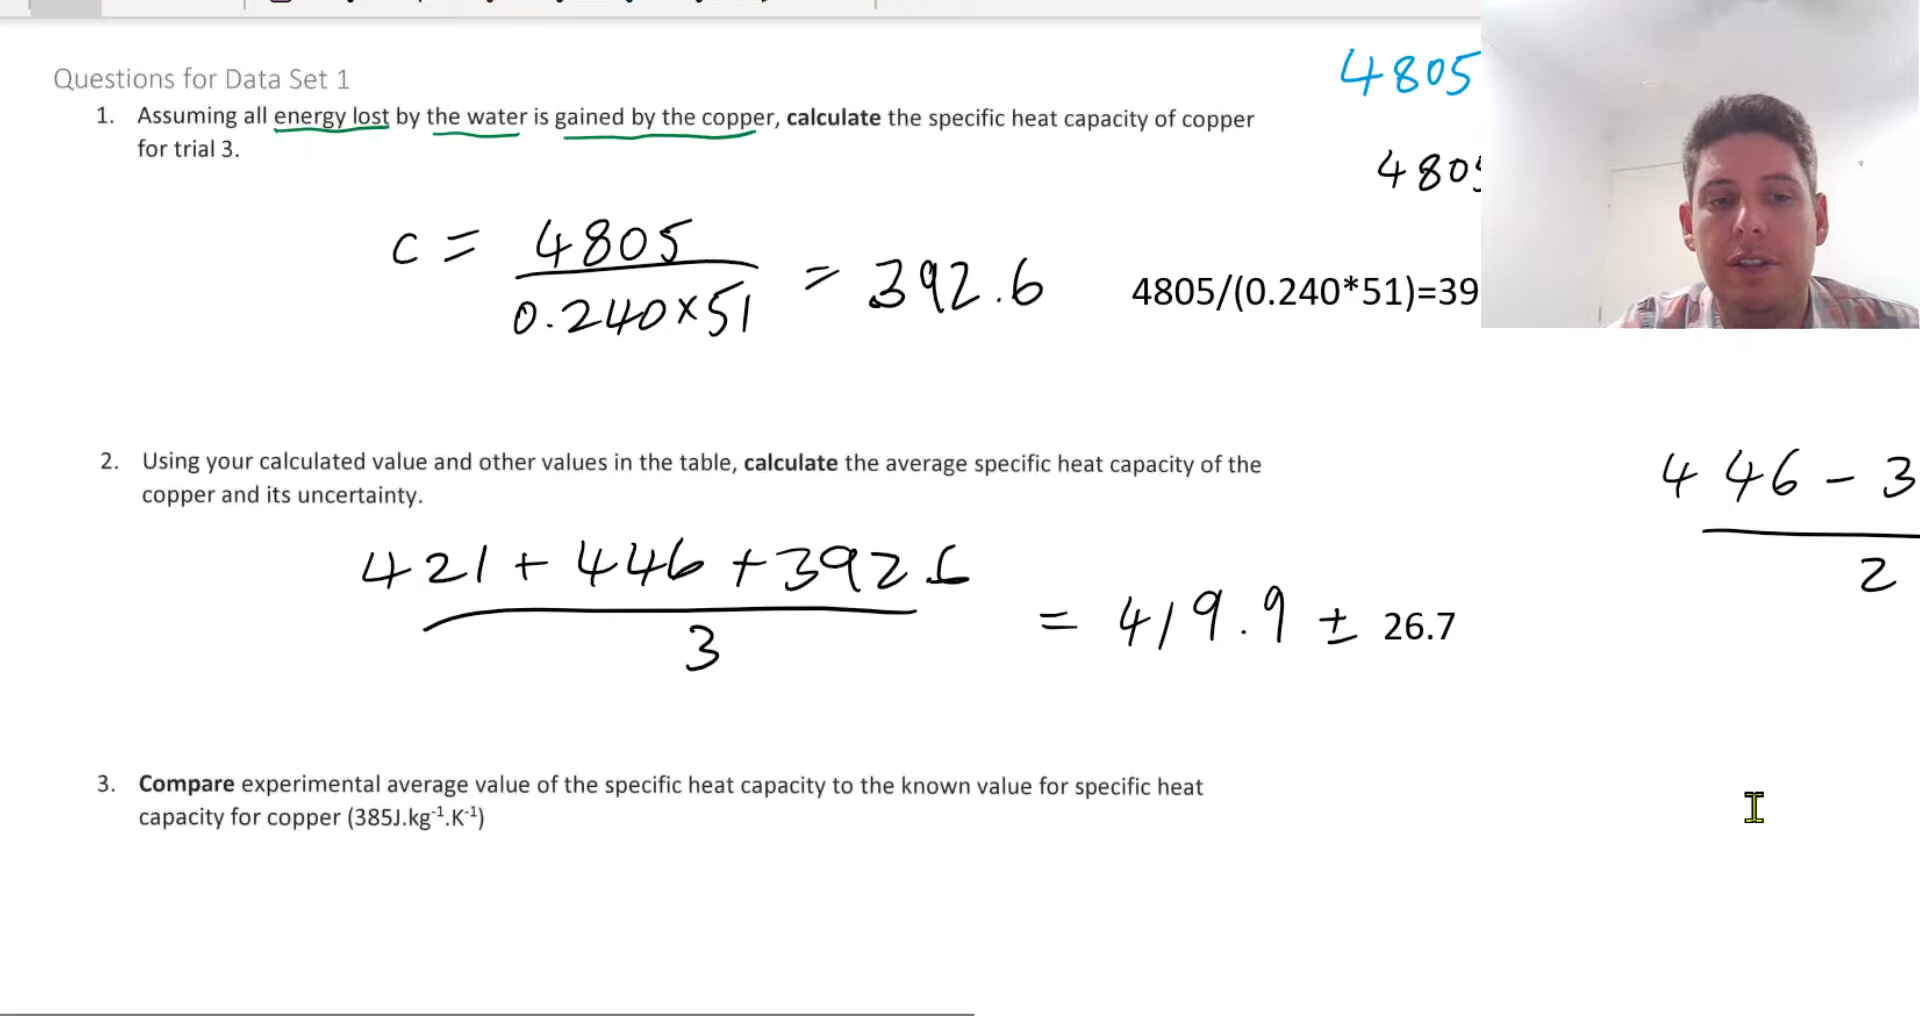 Questions for Data Set 1
4805
1. Assuming all energy lost by the water is gained by the copper, calculate the specific heat capacity of copper
for trial 3.
480
c = 4805 = 392.6
0.240×51
4805/(0.240*51)=39
2. Using your calculated value and other values in the table, calculate the average specific heat capacity of the
copper and its uncertainty.
446 - 3
2
421 + 446 + 392.6
3
= 419.9 ± 26.7
3. Compare experimental average value of the specific heat capacity to the known value for specific heat
capacity for copper (385J.kg⁻¹.K⁻¹)